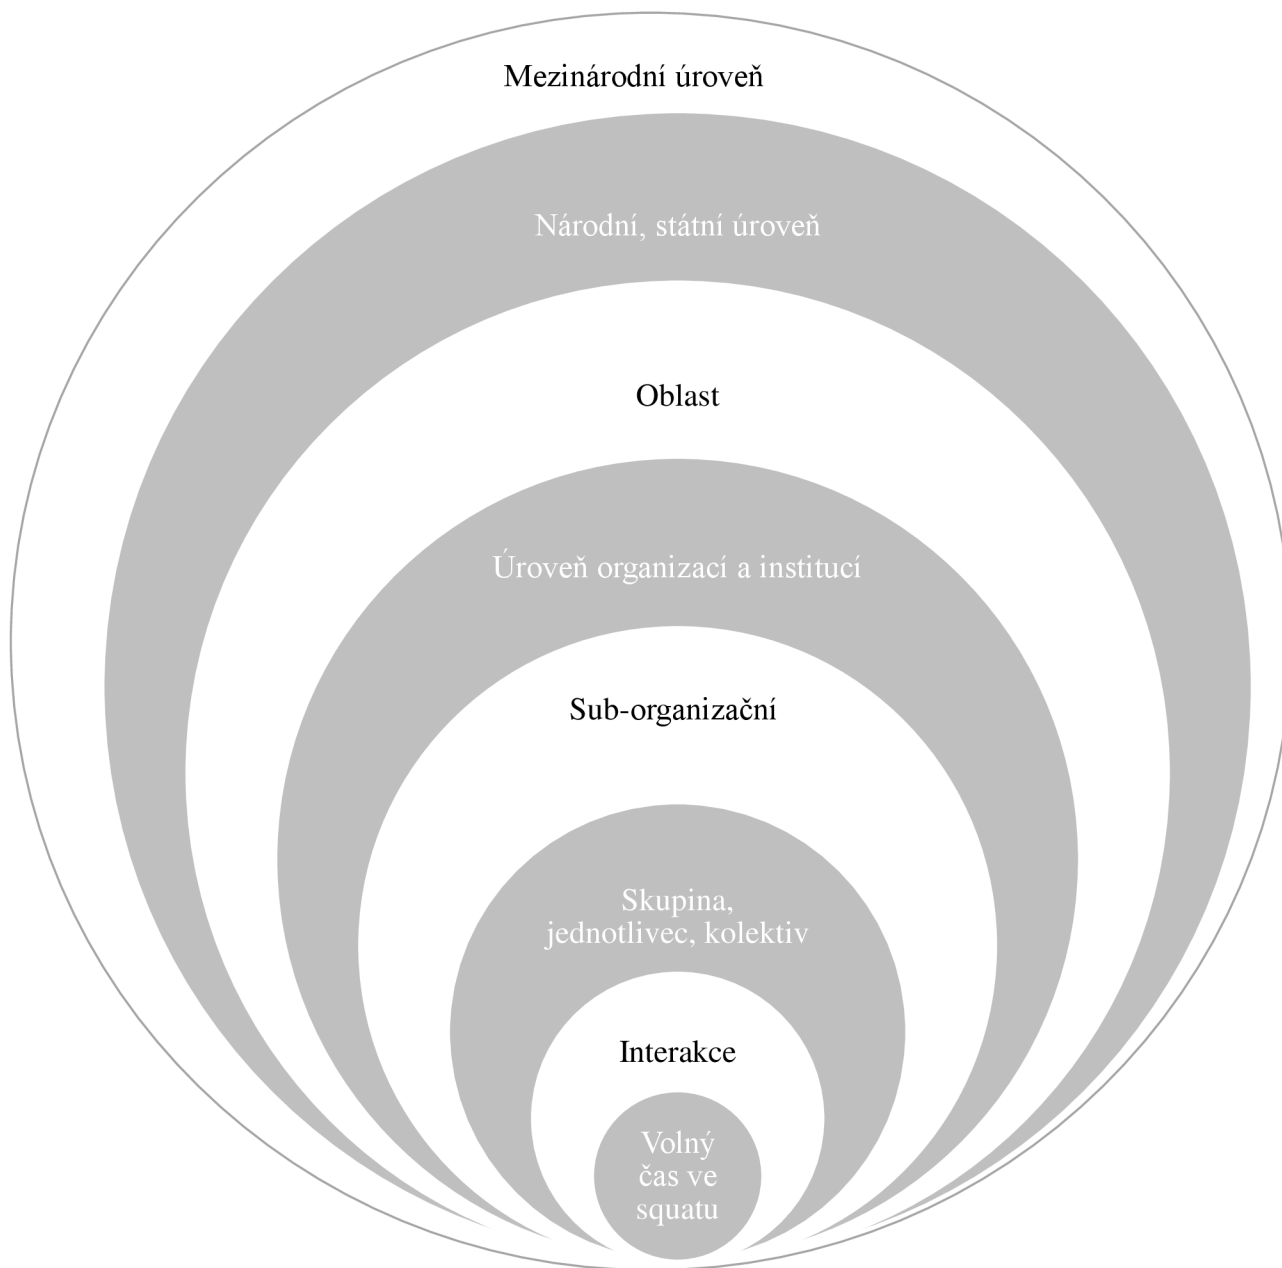 Mezinárodní úroveň
Národní, státní úroveň
Oblast
Úroveň organizací a institucí
Sub-organizační
Skupina,
jednotlivec, kolektiv
Interakce
Volný
čas ve
squatu